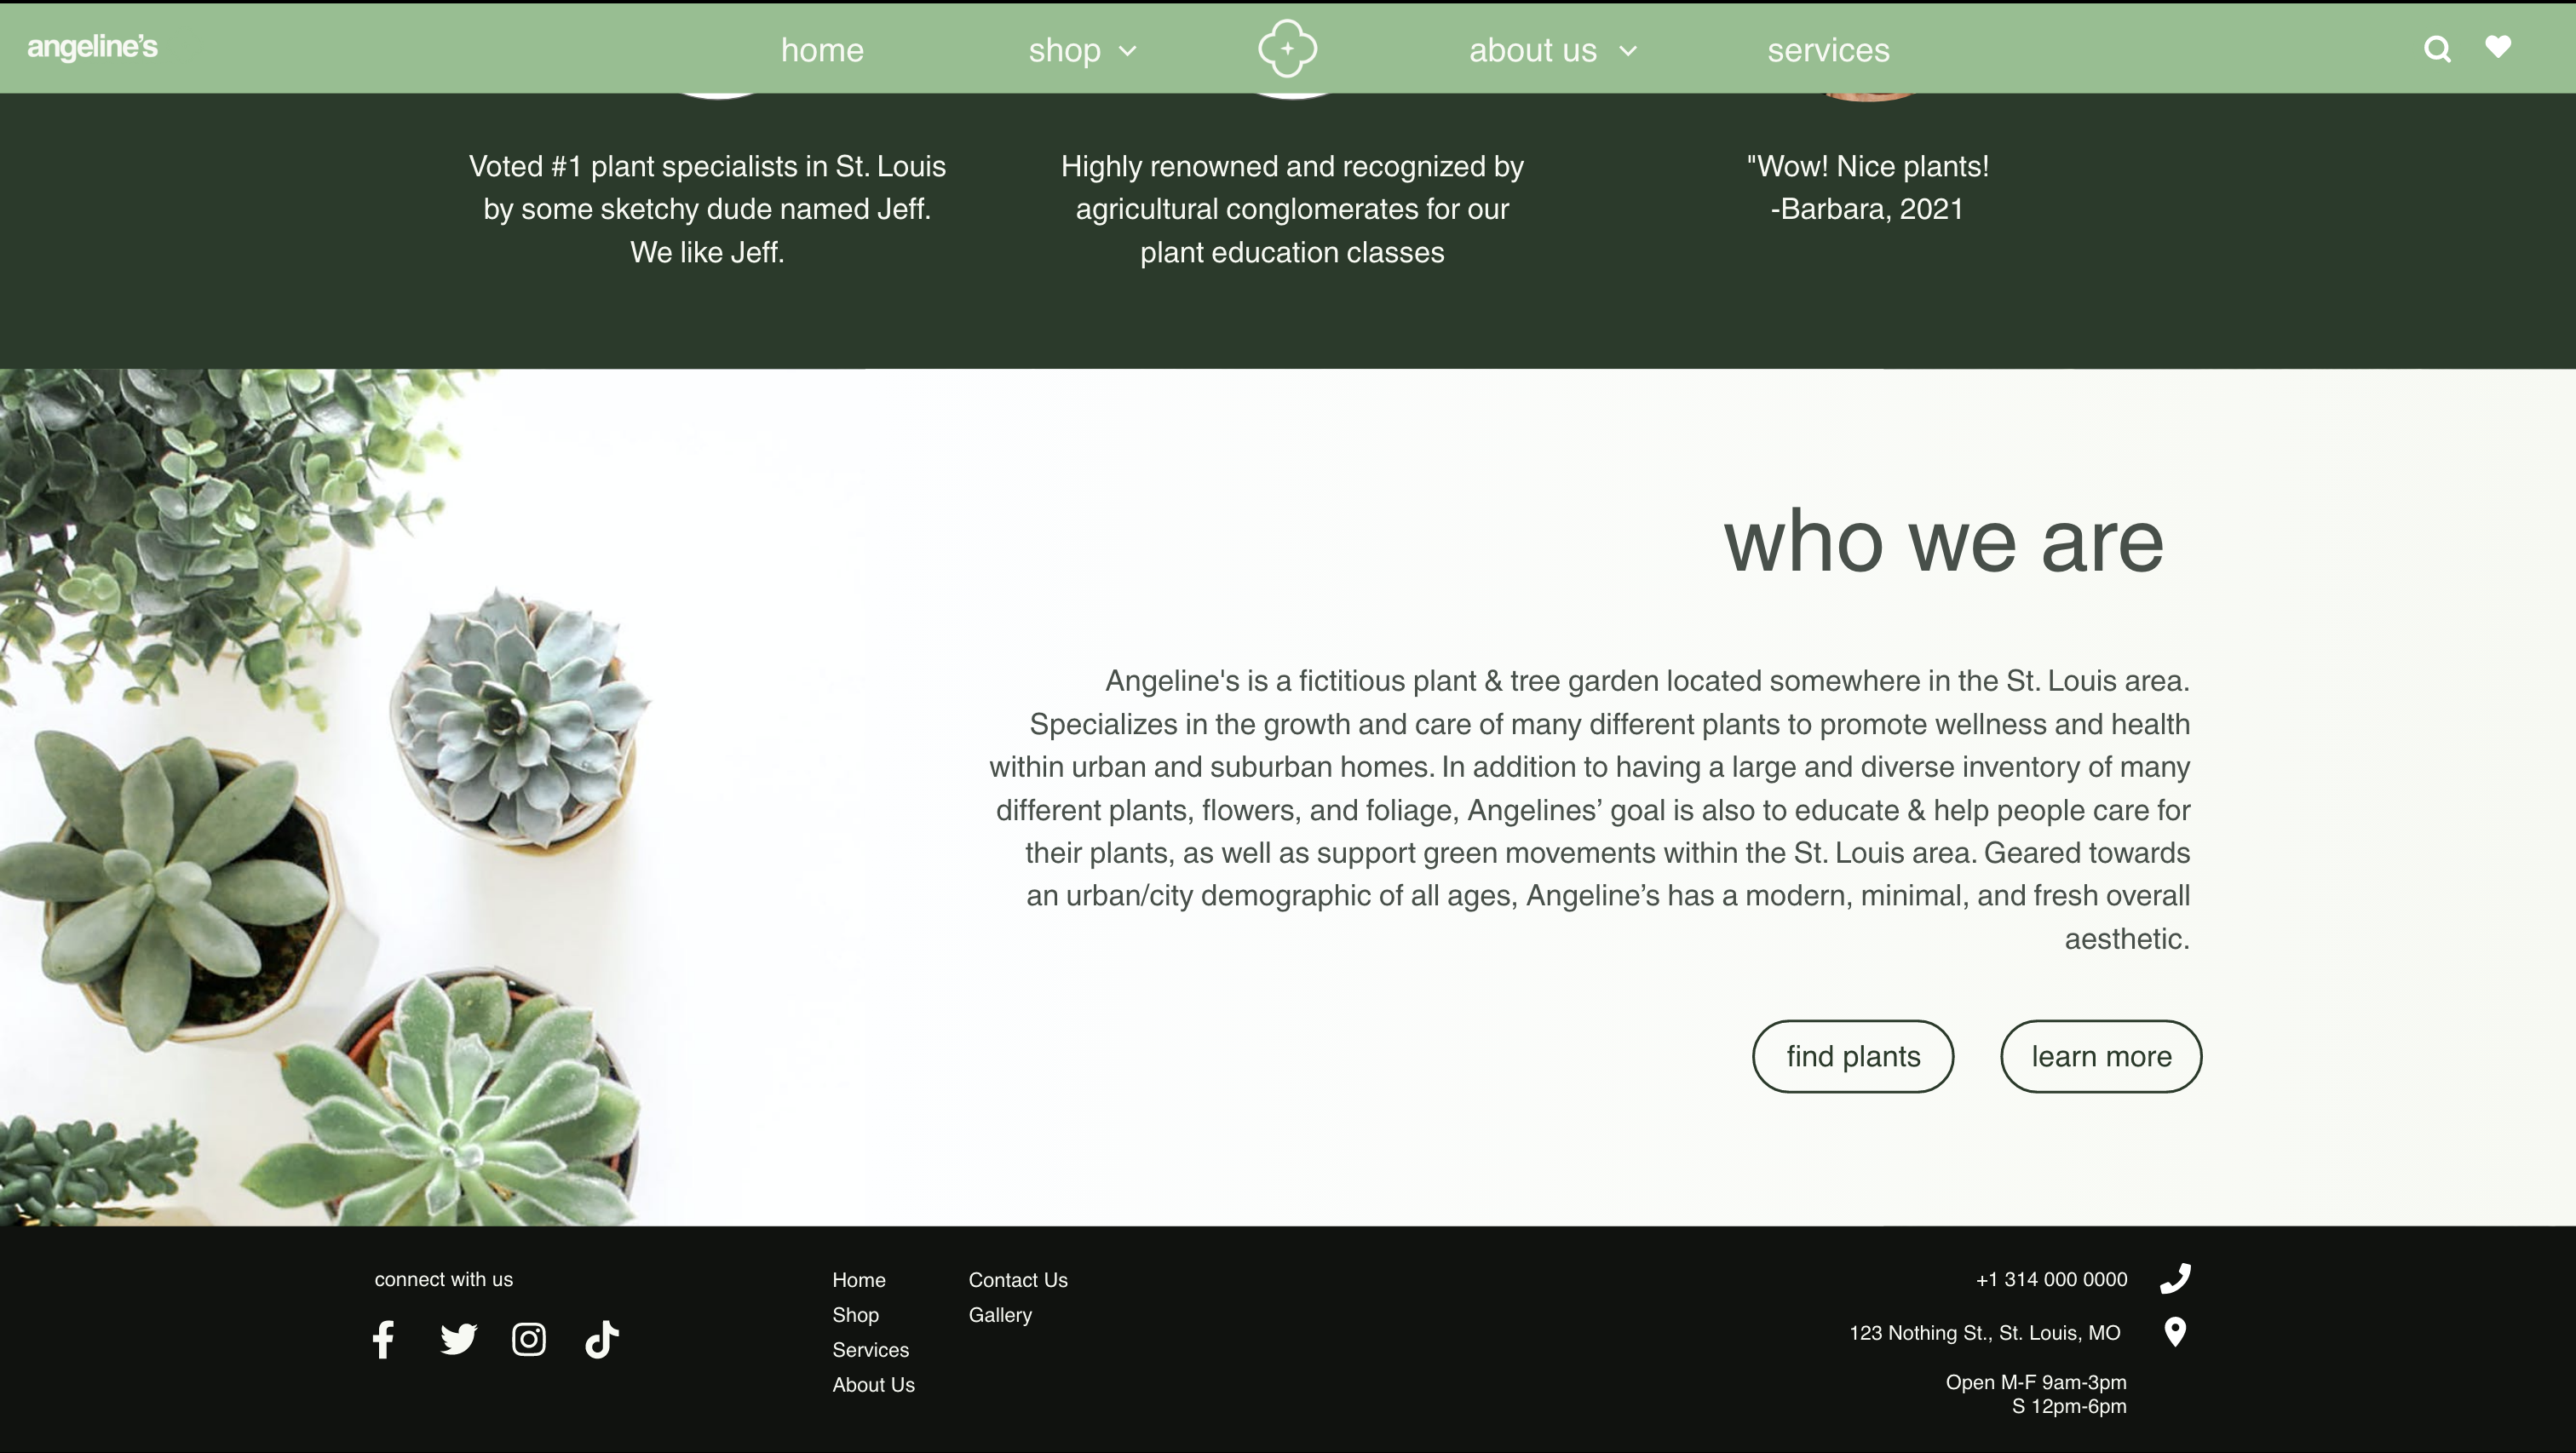 angeline's
home
shop
about us
services
Voted #1 plant specialists in St. Louis
by some sketchy dude named Jeff.
We like Jeff.
Highly renowned and recognized by
agricultural conglomerates for our
plant education classes
"Wow! Nice plants!
-Barbara, 2021
who we are
Angeline's is a fictitious plant & tree garden located somewhere in the St. Louis area.
Specializes in the growth and care of many different plants to promote wellness and health
within urban and suburban homes. In addition to having a large and diverse inventory of many
different plants, flowers, and foliage, Angelines’ goal is also to educate & help people care for
their plants, as well as support green movements within the St. Louis area. Geared towards
an urban/city demographic of all ages, Angeline’s has a modern, minimal, and fresh overall
aesthetic.
find plants
learn more
connect with us
Home
Shop
Services
About Us
Contact Us
Gallery
+1 314 000 0000
123 Nothing St., St. Louis, MO
Open M-F 9am-3pm
S 12pm-6pm